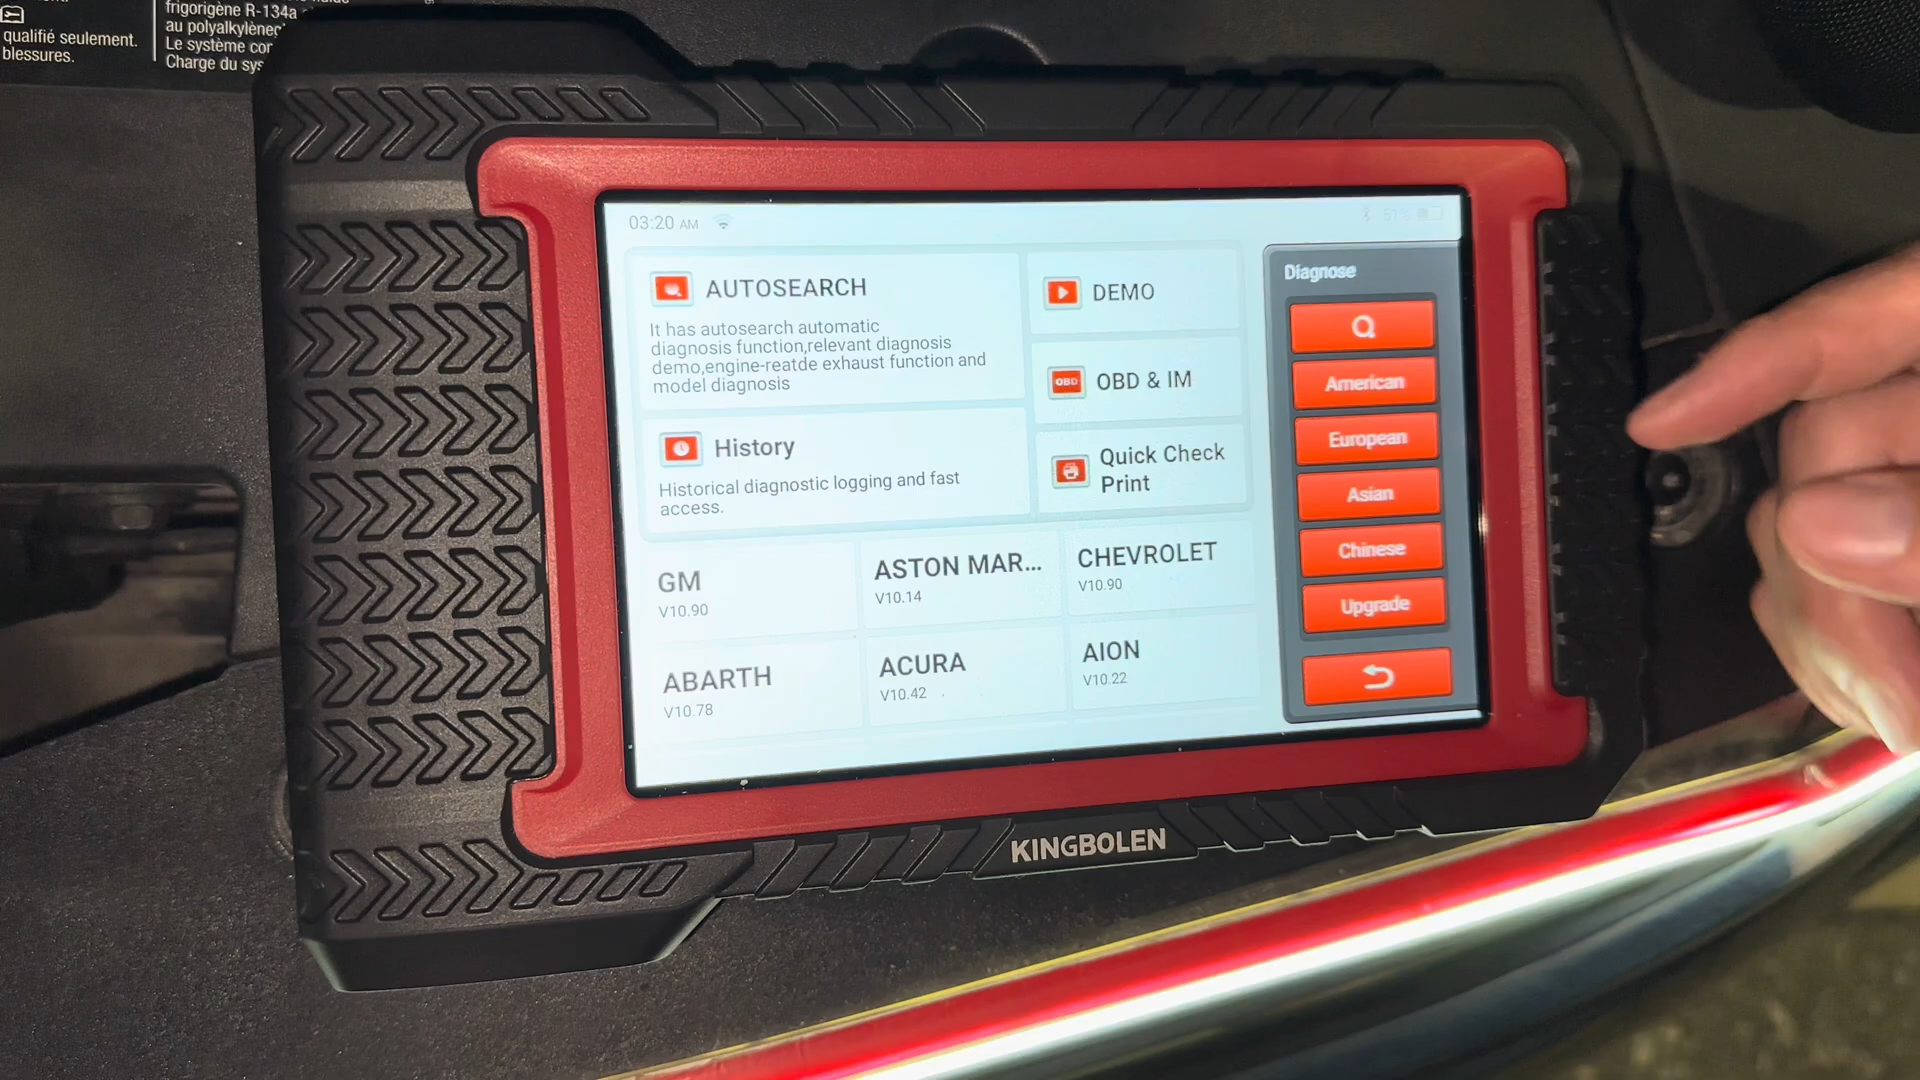 qualifié seulement.
blessures.
frigorigène R-134a
au polyalkylène
Le système con
Charge du sys
03:20 AM
51%
AUTOSEARCH
It has autosearch automatic
diagnosis function,relevant diagnosis
demo,engine-reatde exhaust function and
model diagnosis
DEMO
OBD
OBD & IM
History
Historical diagnostic logging and fast
access.
Quick Check
Print
GM
V10.90
ASTON MAR...
V10.14
CHEVROLET
V10.90
ABARTH
V10.78
ACURA
V10.42
AION
V10.22
Diagnose
American
European
Asian
Chinese
Upgrade
KINGBOLEN